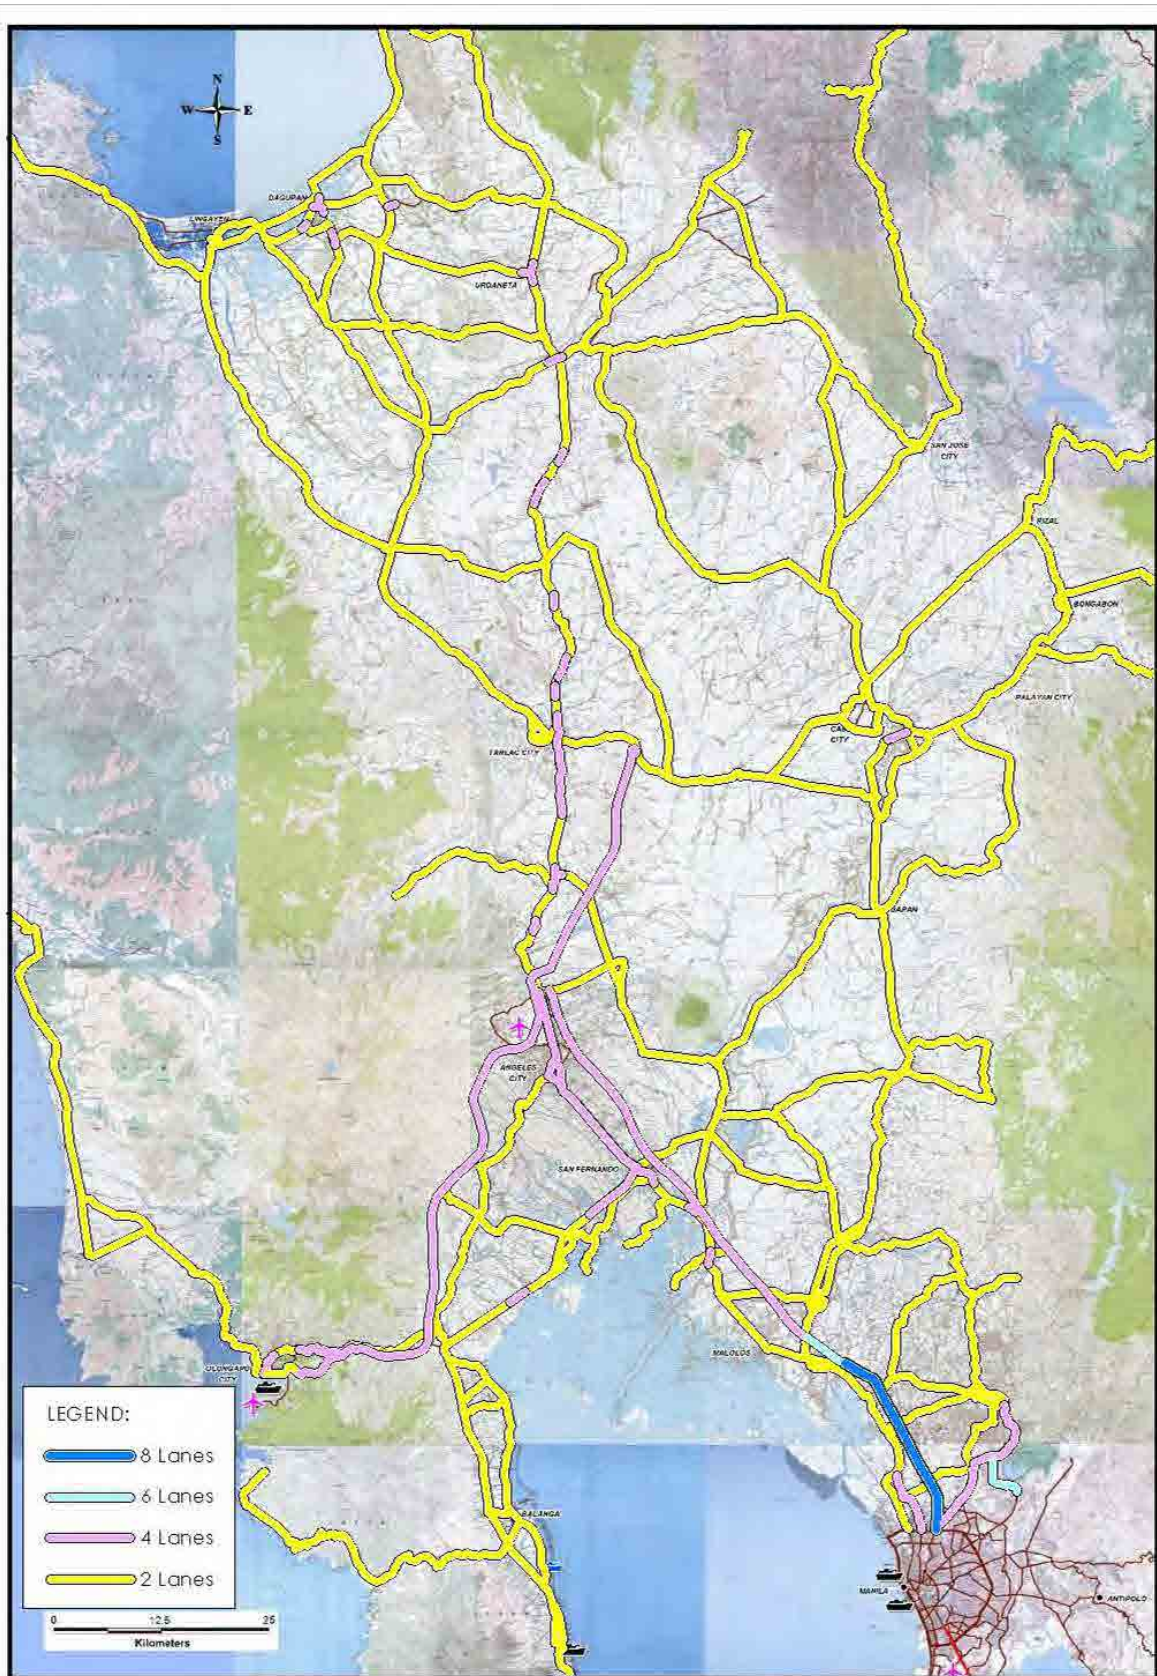 N
W E
S
DAGUPAN
LINGAYEN
URDANETA
SAN JOSE
CITY
RIZAL
BONGABON
PALAYAN CITY
CITY
TARLAC CITY
GAPAN
ANGELES
CITY
SAN FERNANDO
MALOLOS
OLONGAPO
CITY
BALANGA
MANILA
ANTIPOLO
LEGEND:
8 Lanes
6 Lanes
4 Lanes
2 Lanes
0 12.5 25
Kilometers